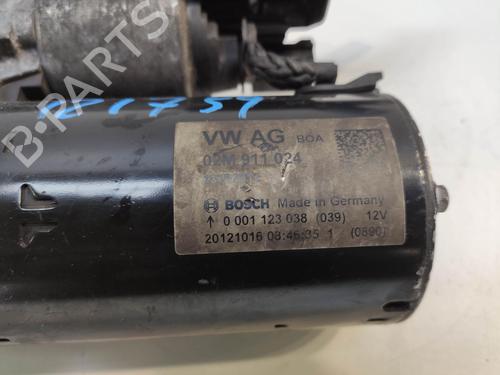 B-PARTS
VW AG BOA
02M 911 024
BOSCH Made in Germany
0 001 123 038 (039) 12V
20121016 08:46:35 1 (0890)